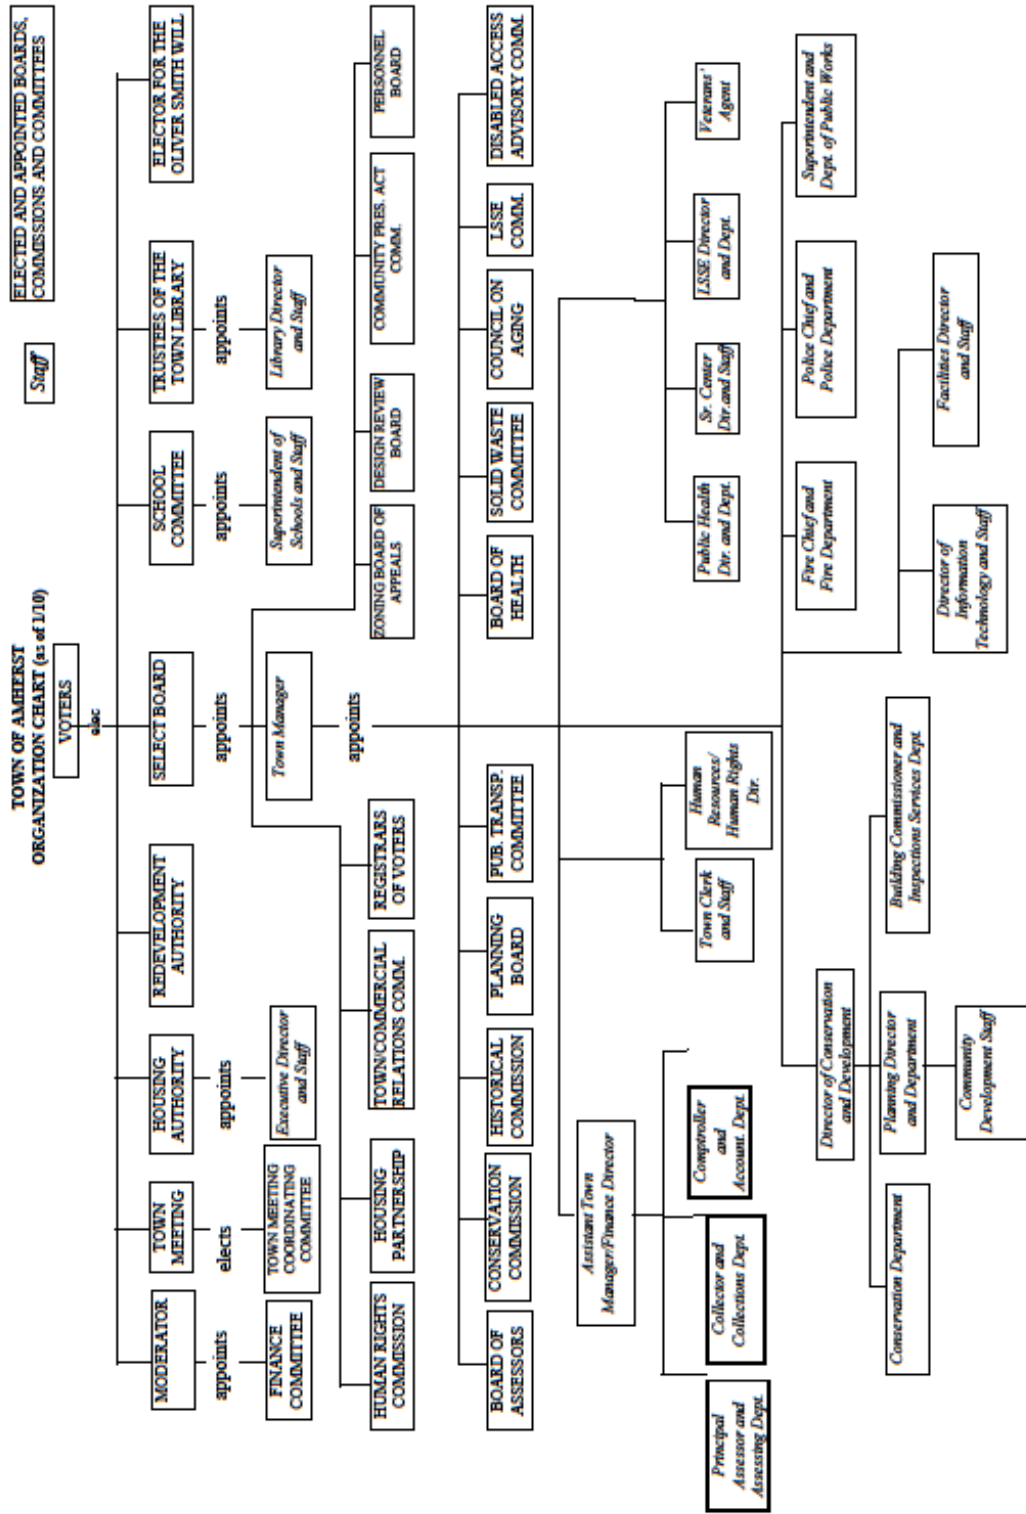 TOWN OF AMHERST
ORGANIZATION CHART (as of 1/10)
Staff
ELECTED AND APPOINTED BOARDS,
COMMISSIONS AND COMMITTEES
VOTERS
elec
MODERATOR
TOWN
MEETING
HOUSING
AUTHORITY
REDEVELOPMENT
AUTHORITY
SELECT BOARD
SCHOOL
COMMITTEE
TRUSTEES OF THE
TOWN LIBRARY
ELECTOR FOR THE
OLIVER SMITH WILL
appoints
elects
appoints
appoints
appoints
appoints
FINANCE
COMMITTEE
TOWN MEETING
COORDINATING
COMMITTEE
Executive Director
and Staff
Town Manager
Superintendent of
Schools and Staff
Library Director
and Staff
appoints
HUMAN RIGHTS
COMMISSION
HOUSING
PARTNERSHIP
TOWN/COMMERCIAL
RELATIONS COMM.
REGISTRARS
OF VOTERS
ZONING BOARD OF
APPEALS
DESIGN REVIEW
BOARD
COMMUNITY PRES. ACT
COMM.
PERSONNEL
BOARD
BOARD OF
ASSESSORS
CONSERVATION
COMMISSION
HISTORICAL
COMMISSION
PLANNING
BOARD
PUB. TRANSP.
COMMITTEE
BOARD OF
HEALTH
SOLID WASTE
COMMITTEE
COUNCIL ON
AGING
LSSE
COMM.
DISABLED ACCESS
ADVISORY COMM.
Assistant Town
Manager/Finance Director
Principal
Assessor and
Assessing Dept.
Collector and
Collections Dept.
Comptroller
and
Account. Dept.
Town Clerk
and Staff
Human
Resources/
Human Rights
Dir.
Public Health
Dir. and Dept.
Sr. Center
Dir.and Staff
LSSE Director
and Dept.
Veterans'
Agent
Director of Conservation
and Development
Fire Chief and
Fire Department
Police Chief and
Police Department
Superintendent and
Dept. of Public Works
Conservation Department
Planning Director
and Department
Building Commissioner and
Inspections Services Dept.
Director of
Information
Technology and Staff
Facilities Director
and Staff
Community
Development Staff